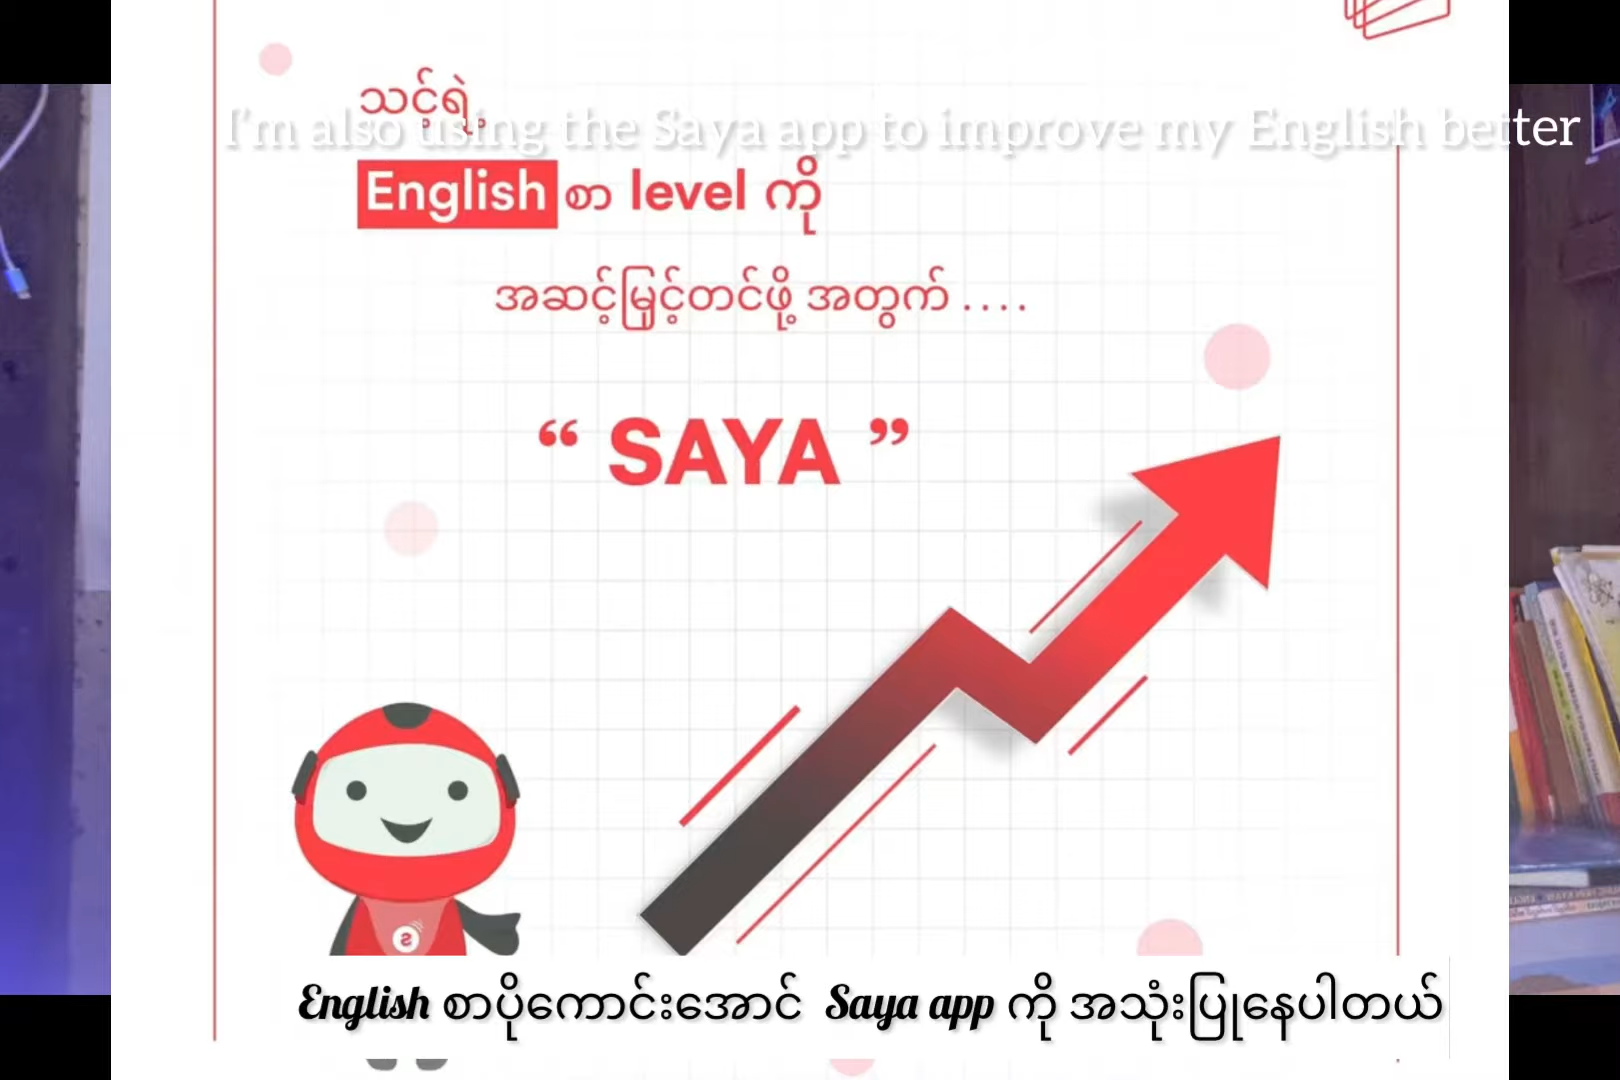 သင့်ရဲ့
I'm also using the Saya app to improve my English better
English စာ level ကို
အဆင့်မြှင့်တင်ဖို့ အတွက် ....
“ SAYA ”
English စာပိုကောင်းအောင် Saya app ကို အသုံးပြုနေပါတယ်